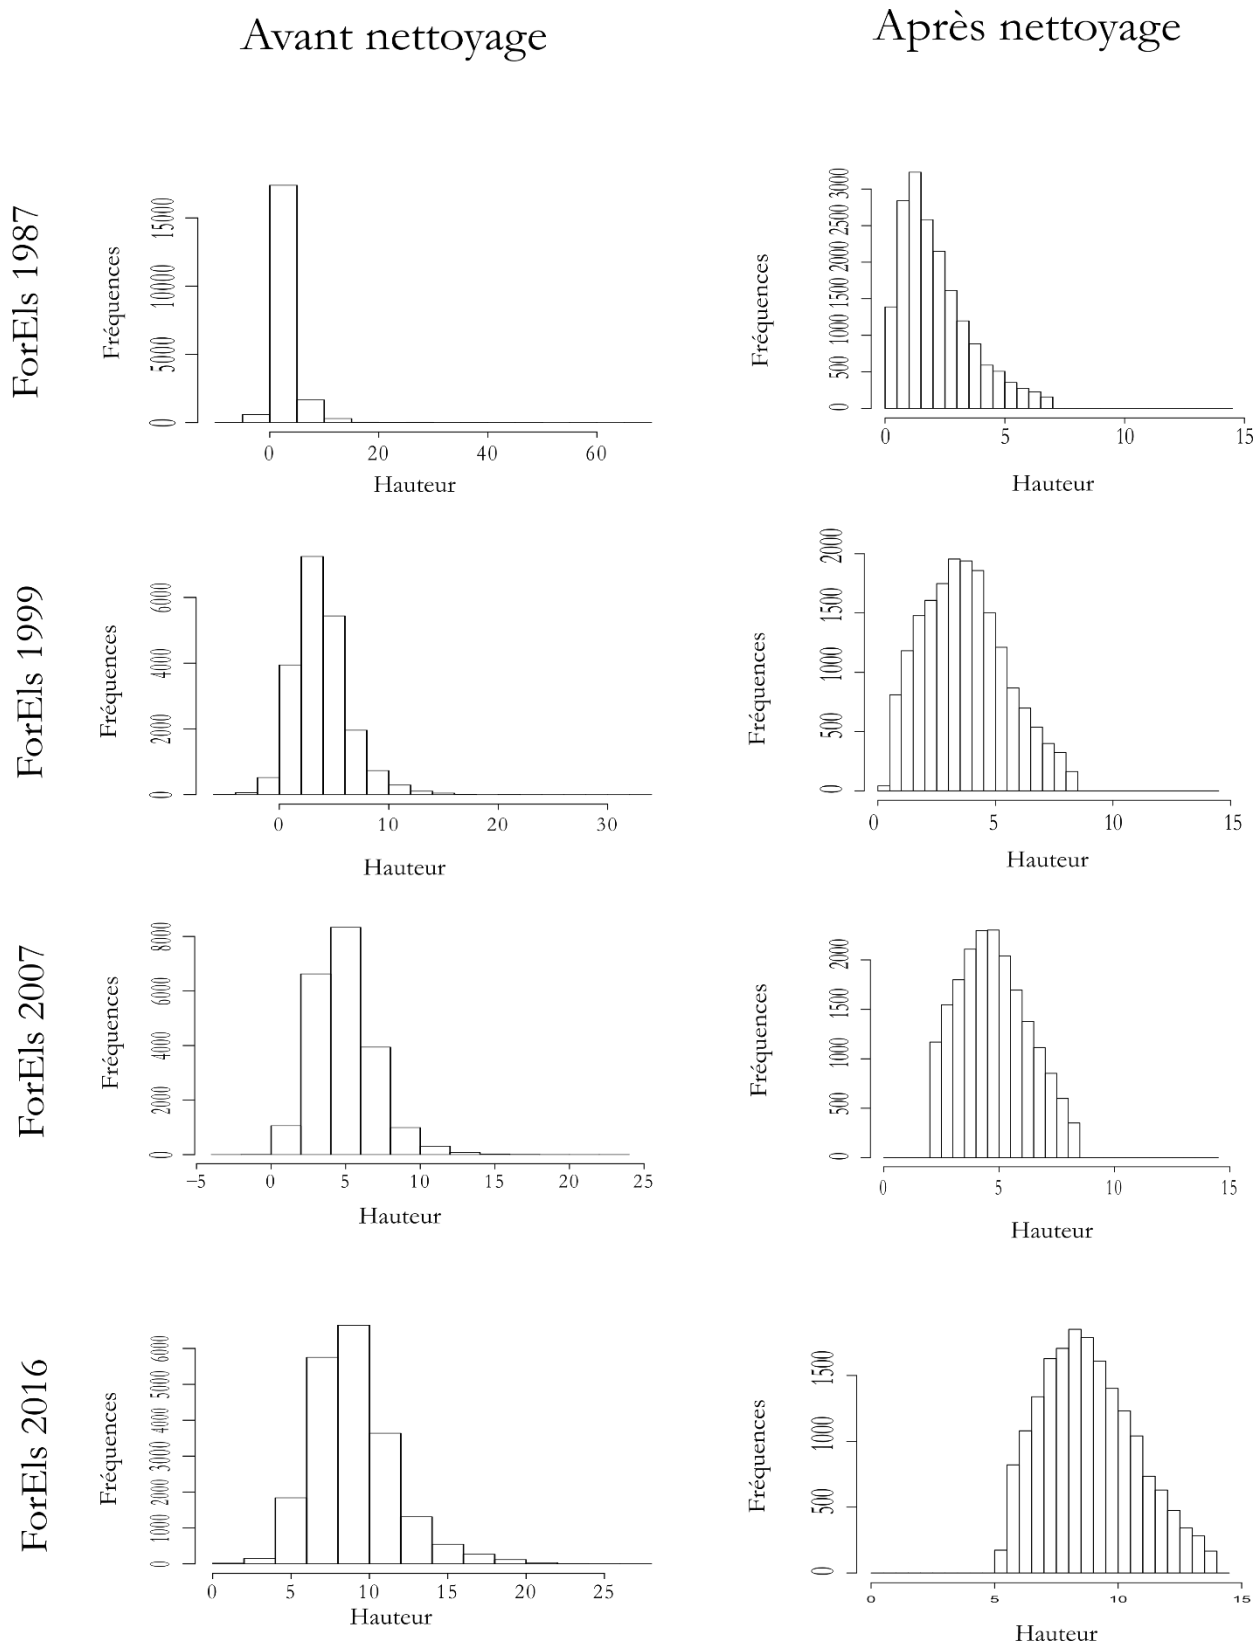 Avant nettoyage
Après nettoyage
ForEls 1987
Fréquences
0 5000 10000 15000
0 20 40 60
Hauteur
Fréquences
0 500 1000 1500 2000 2500 3000
0 5 10 15
Hauteur
ForEls 1999
Fréquences
0 2000 4000 6000
0 10 20 30
Hauteur
Fréquences
0 500 1000 1500 2000
0 5 10 15
Hauteur
ForEls 2007
Fréquences
0 2000 4000 6000 8000
−5 0 5 10 15 20 25
Hauteur
Fréquences
0 500 1000 1500 2000
0 5 10 15
Hauteur
ForEls 2016
Fréquences
0 1000 2000 3000 4000 5000 6000
0 5 10 15 20 25
Hauteur
Fréquences
0 500 1000 1500
0 5 10 15
Hauteur